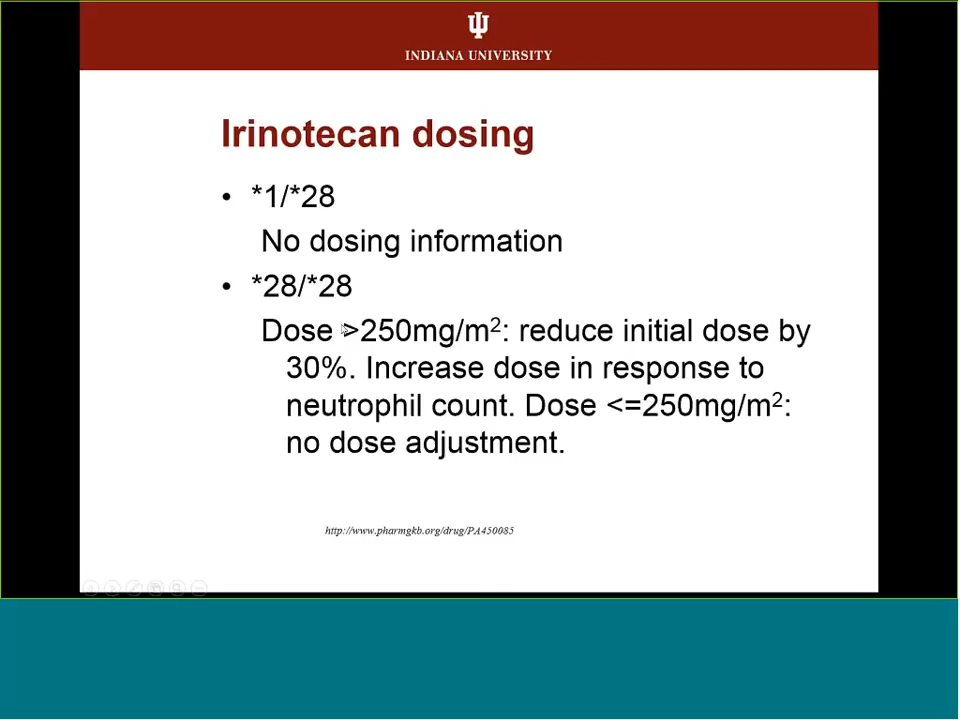 INDIANA UNIVERSITY
Irinotecan dosing
• *1/*28
No dosing information
• *28/*28
Dose >250mg/m²: reduce initial dose by
30%. Increase dose in response to
neutrophil count. Dose <=250mg/m²:
no dose adjustment.
http://www.pharmgkb.org/drug/PA450085